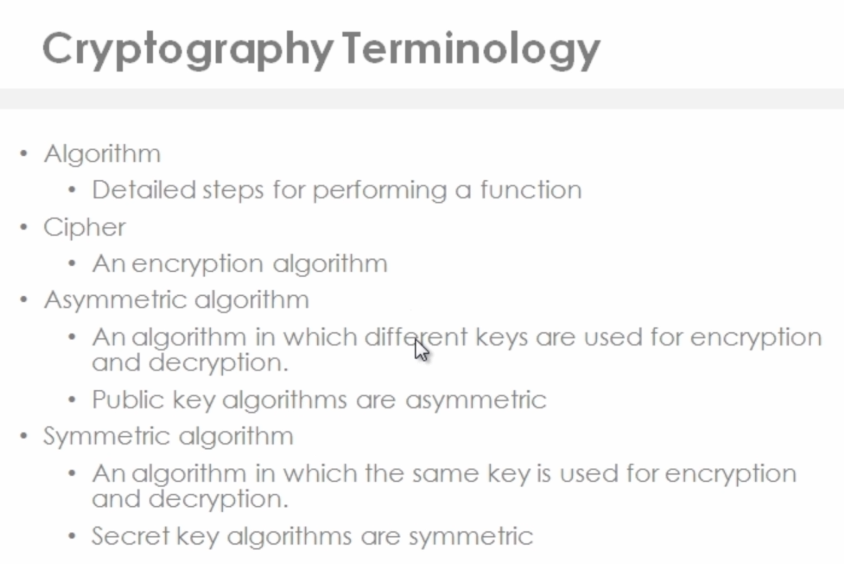 Cryptography Terminology
• Algorithm
• Detailed steps for performing a function
• Cipher
• An encryption algorithm
• Asymmetric algorithm
• An algorithm in which different keys are used for encryption
and decryption.
• Public key algorithms are asymmetric
• Symmetric algorithm
• An algorithm in which the same key is used for encryption
and decryption.
• Secret key algorithms are symmetric